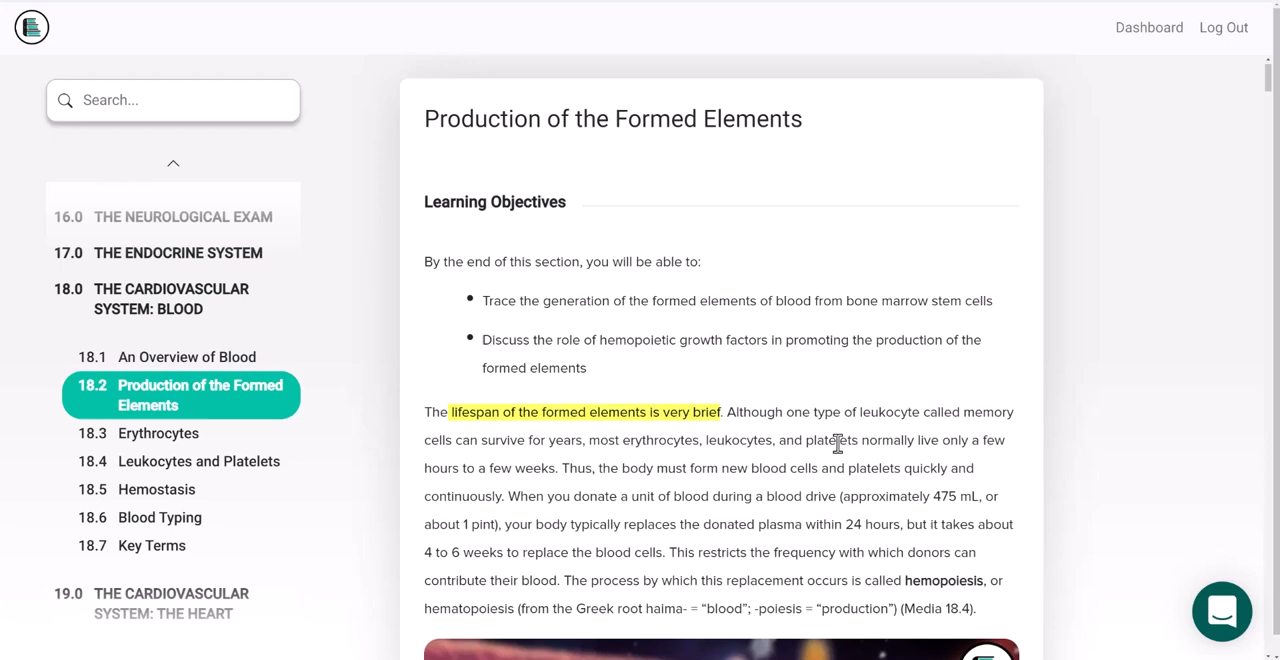 Dashboard Log Out
Search...
16.0 THE NEUROLOGICAL EXAM
17.0 THE ENDOCRINE SYSTEM
18.0 THE CARDIOVASCULAR
SYSTEM: BLOOD
18.1 An Overview of Blood
18.2 Production of the Formed
Elements
18.3 Erythrocytes
18.4 Leukocytes and Platelets
18.5 Hemostasis
18.6 Blood Typing
18.7 Key Terms
19.0 THE CARDIOVASCULAR
SYSTEM: THE HEART
Production of the Formed Elements
Learning Objectives
By the end of this section, you will be able to:
• Trace the generation of the formed elements of blood from bone marrow stem cells
• Discuss the role of hemopoietic growth factors in promoting the production of the
formed elements
The lifespan of the formed elements is very brief. Although one type of leukocyte called memory
cells can survive for years, most erythrocytes, leukocytes, and platelets normally live only a few
hours to a few weeks. Thus, the body must form new blood cells and platelets quickly and
continuously. When you donate a unit of blood during a blood drive (approximately 475 mL, or
about 1 pint), your body typically replaces the donated plasma within 24 hours, but it takes about
4 to 6 weeks to replace the blood cells. This restricts the frequency with which donors can
contribute their blood. The process by which this replacement occurs is called hemopoiesis, or
hematopoiesis (from the Greek root haima- = “blood”; -poiesis = “production”) (Media 18.4).